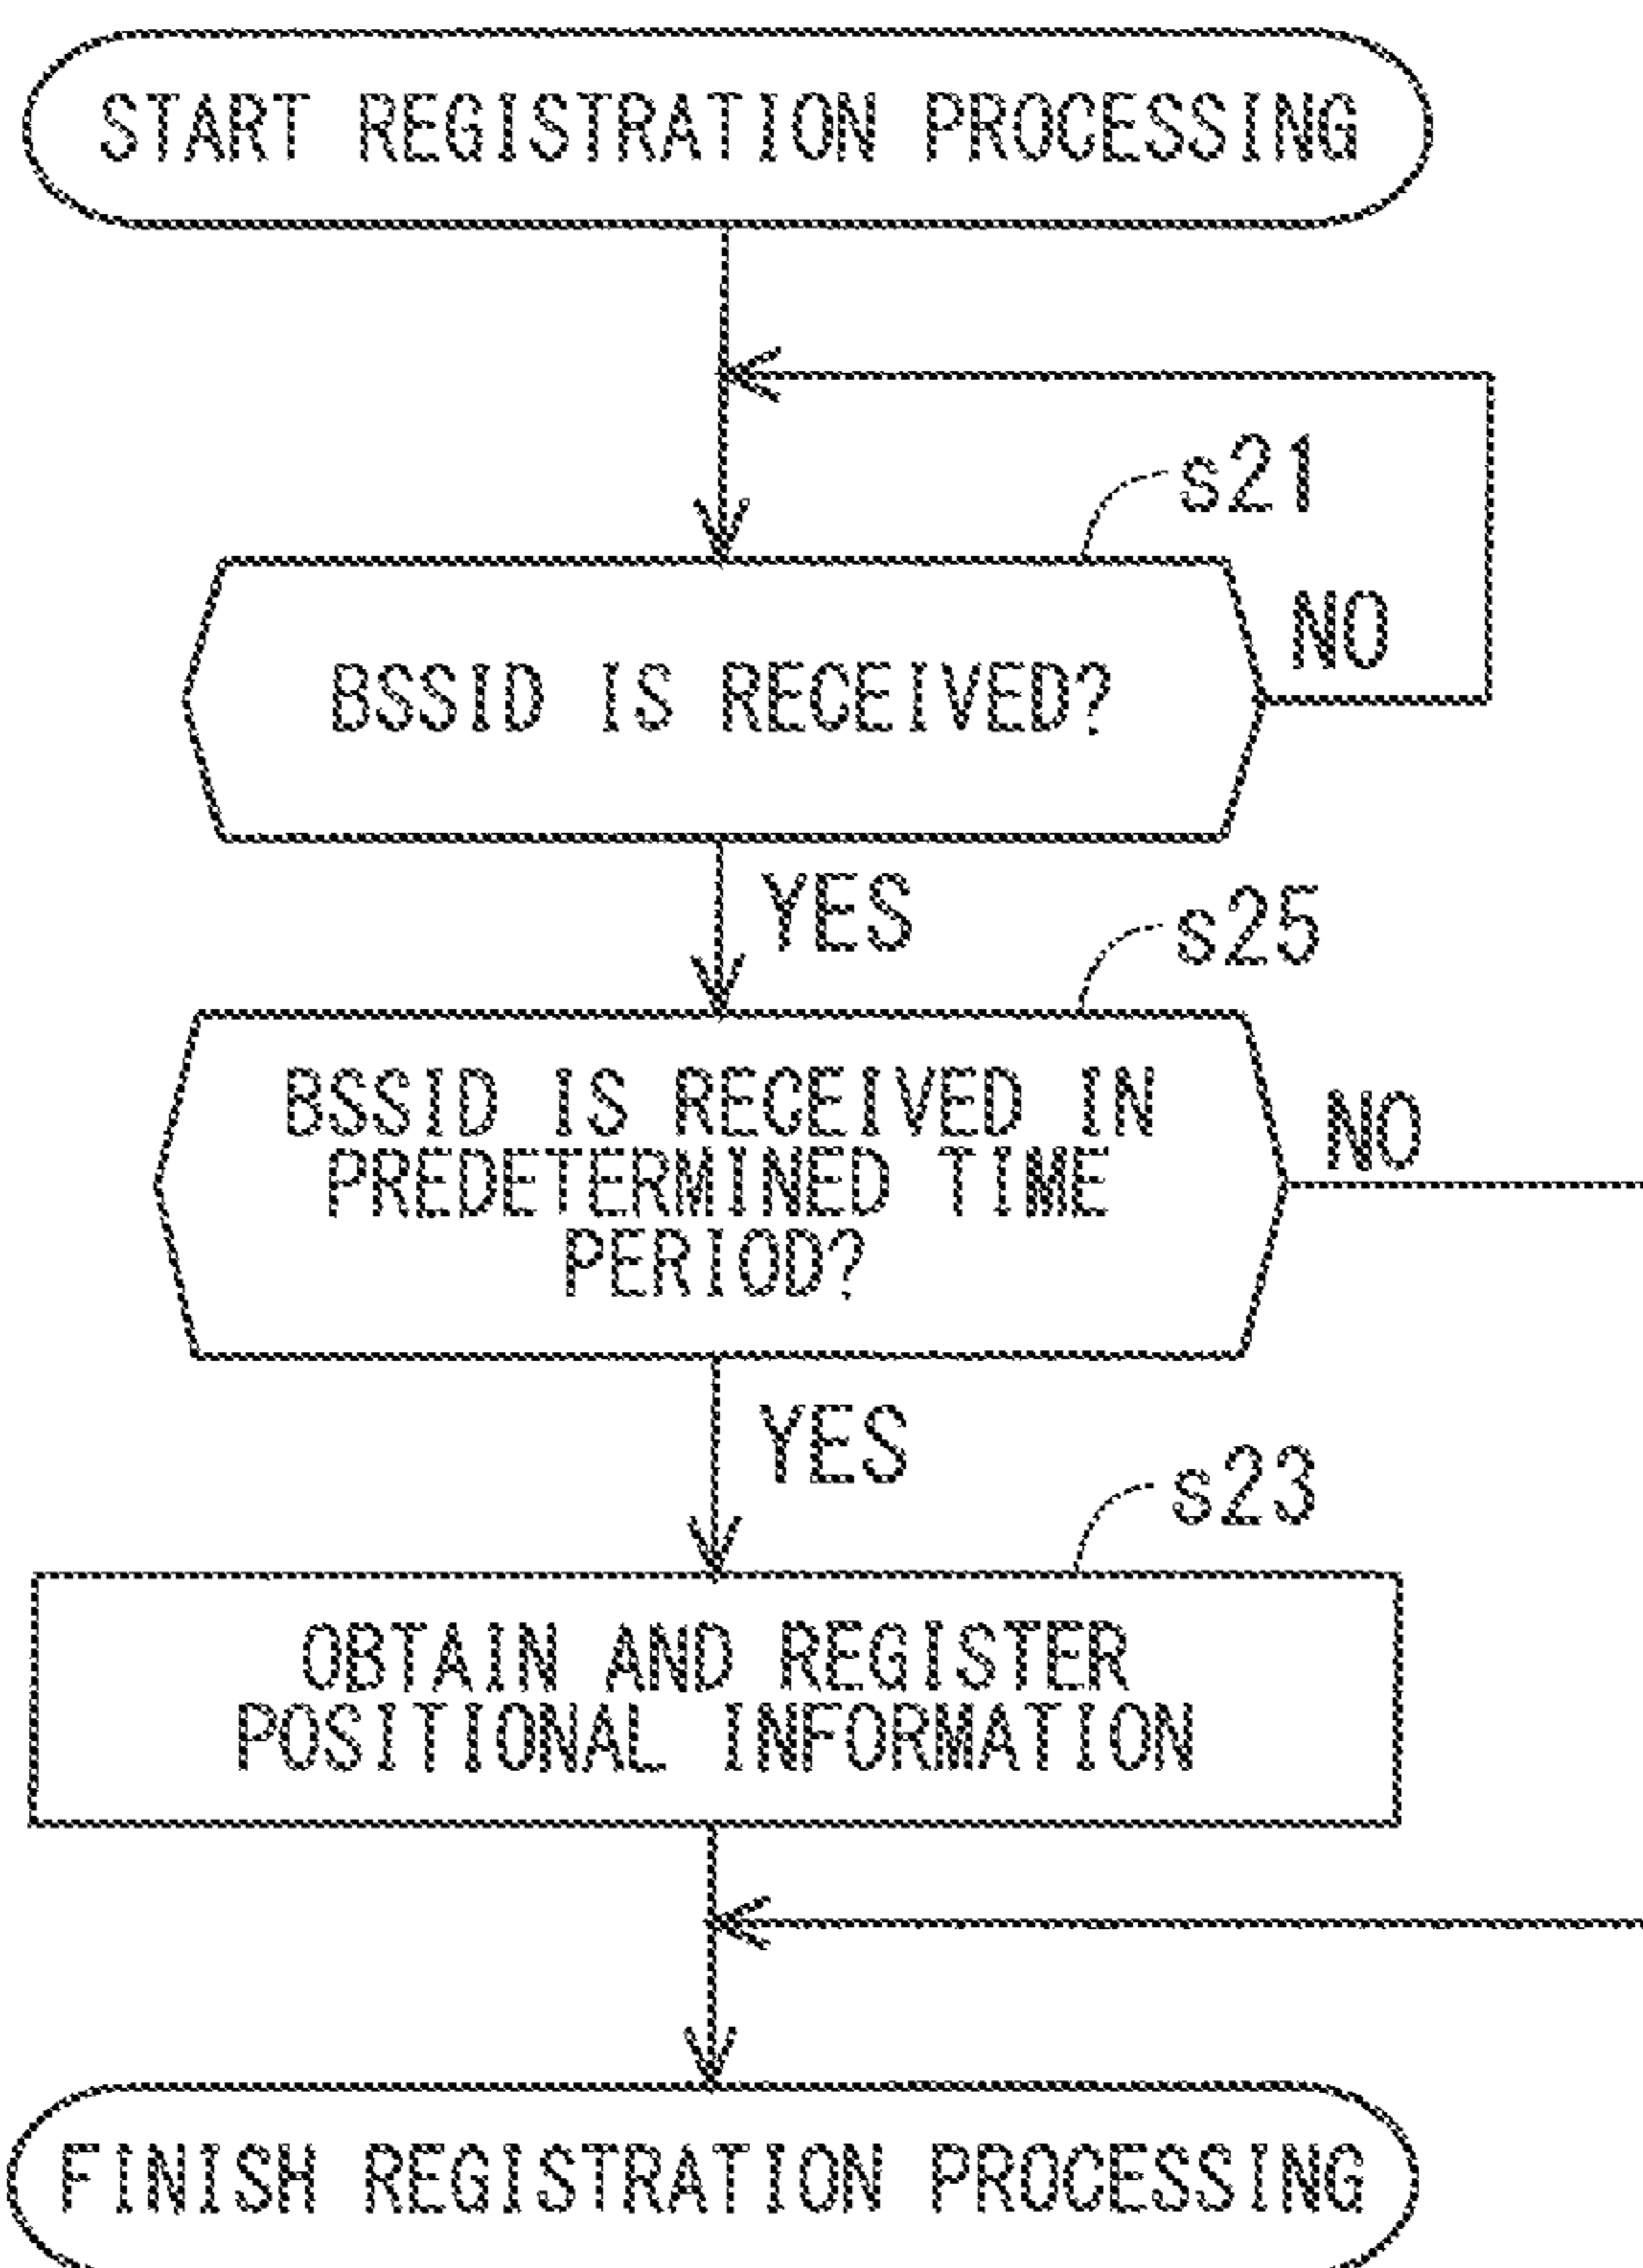 START REGISTRATION PROCESSING
s21
NO
BSSID IS RECEIVED?
YES
s25
BSSID IS RECEIVED IN
PREDETERMINED TIME
PERIOD?
NO
YES
s23
OBTAIN AND REGISTER
POSITIONAL INFORMATION
FINISH REGISTRATION PROCESSING